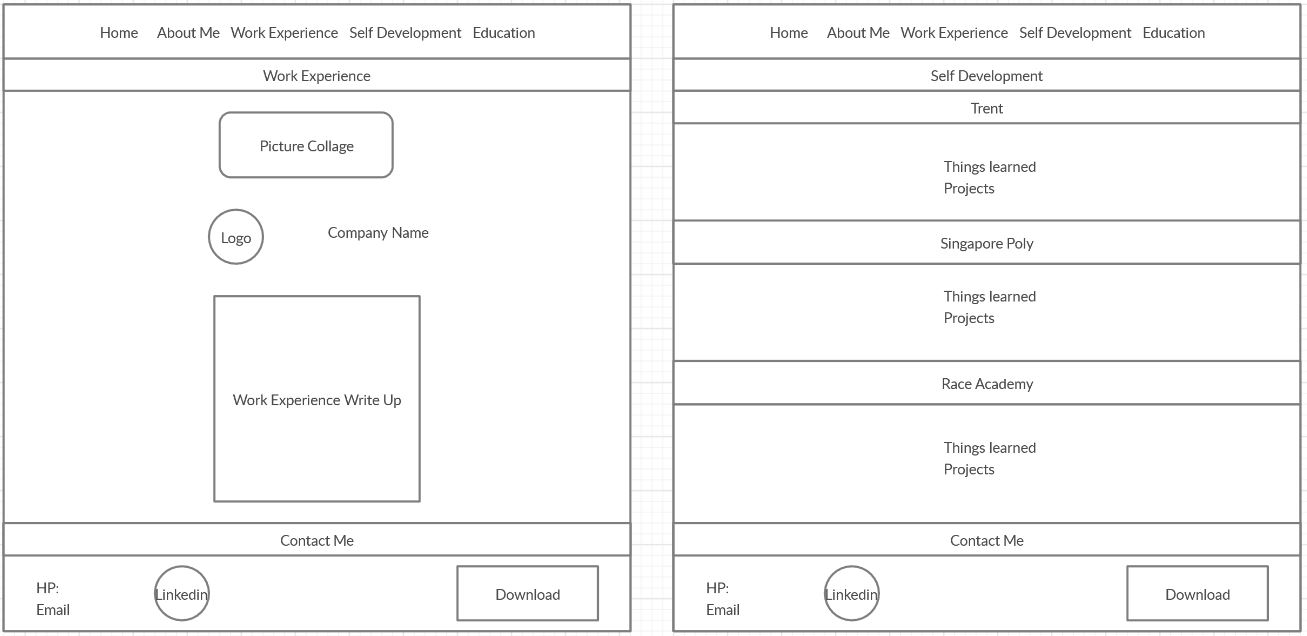 Home About Me Work Experience Self Development Education
Work Experience
Picture Collage
Logo
Company Name
Work Experience Write Up
Contact Me
HP:
Email
Linkedin
Download
Home About Me Work Experience Self Development Education
Self Development
Trent
Things learned
Projects
Singapore Poly
Things learned
Projects
Race Academy
Things learned
Projects
Contact Me
HP:
Email
Linkedin
Download